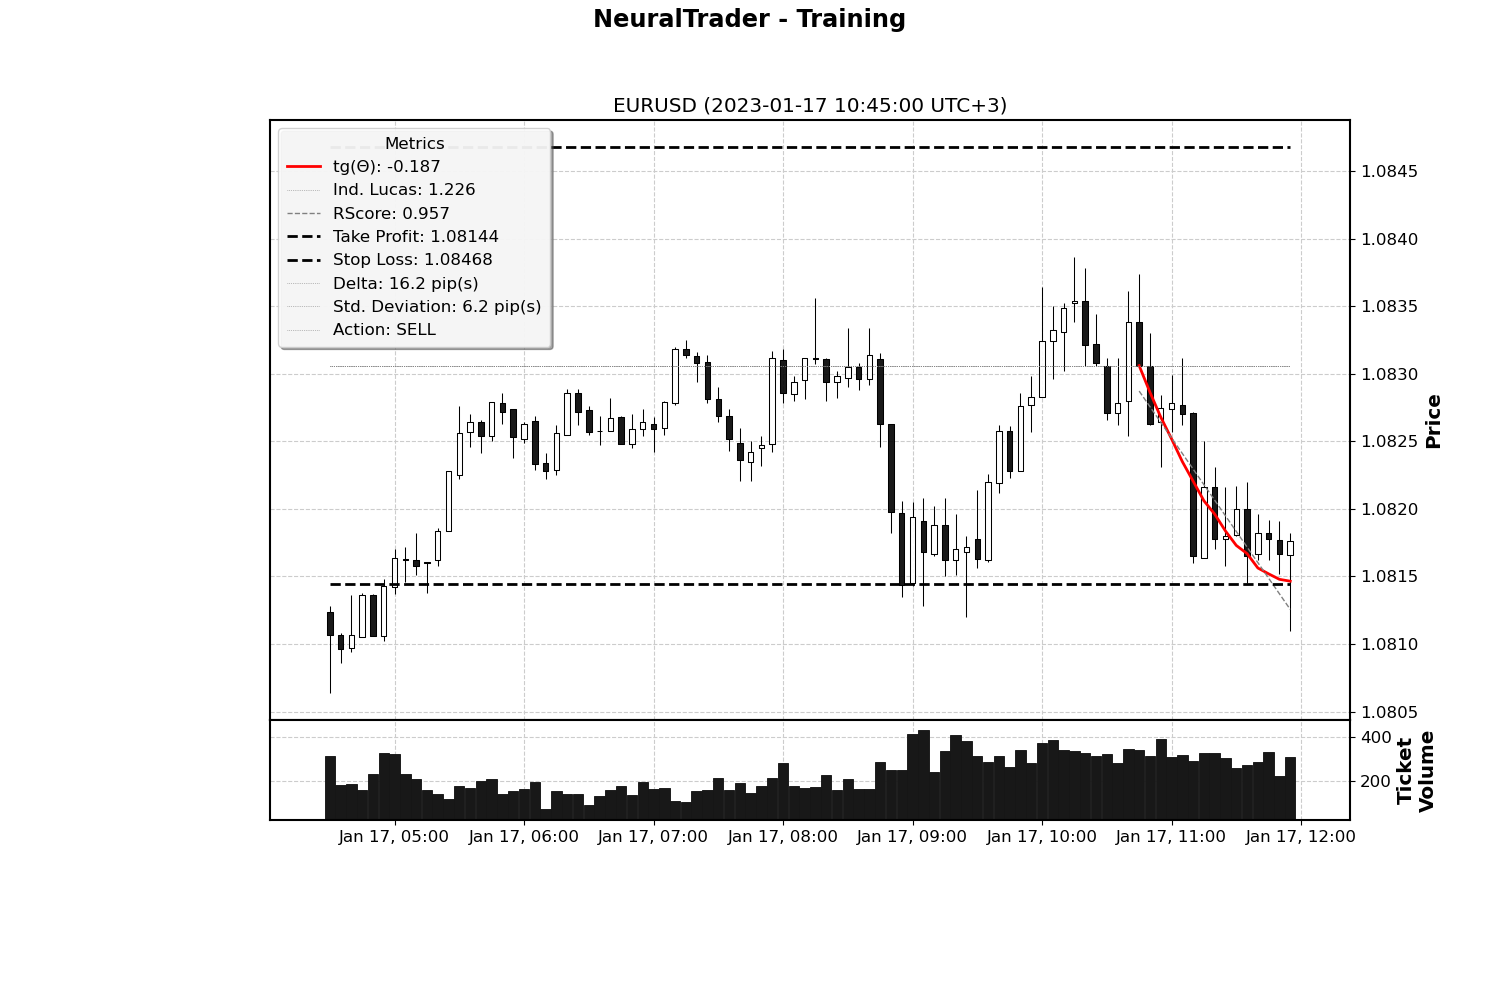 NeuralTrader - Training
EURUSD (2023-01-17 10:45:00 UTC+3)
Metrics
tg(Θ): -0.187
Ind. Lucas: 1.226
RScore: 0.957
Take Profit: 1.08144
Stop Loss: 1.08468
Delta: 16.2 pip(s)
Std. Deviation: 6.2 pip(s)
Action: SELL
1.0845
1.0840
1.0835
1.0830
1.0825
1.0820
1.0815
1.0810
1.0805
Price
400
200
Ticket
Volume
Jan 17, 05:00 Jan 17, 06:00 Jan 17, 07:00 Jan 17, 08:00 Jan 17, 09:00 Jan 17, 10:00 Jan 17, 11:00 Jan 17, 12:00